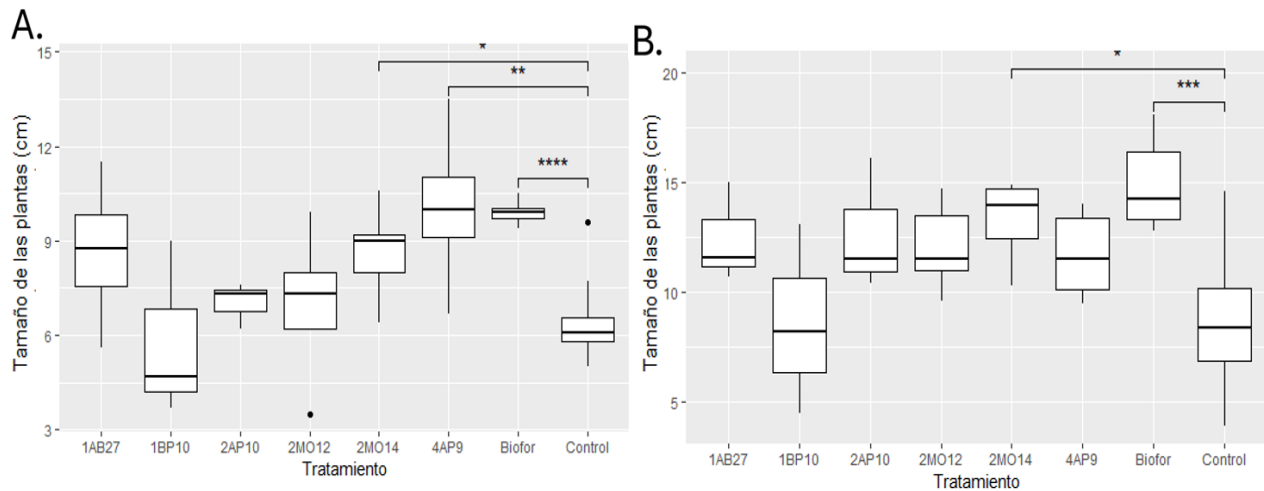 A.
Tamaño de las plantas (cm)
15
12
9
6
3
*
**
****
1AB27 1BP10 2AP10 2MO12 2MO14 4AP9 Biofor Control
Tratamiento
B.
Tamaño de las plantas (cm)
20
15
10
5
*
***
1AB27 1BP10 2AP10 2MO12 2MO14 4AP9 Biofor Control
Tratamiento